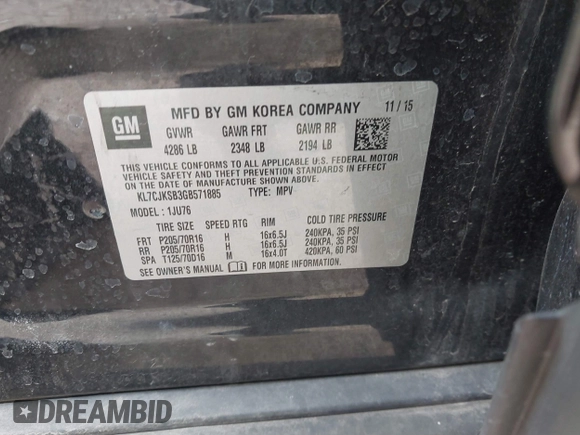 GM
MFD BY GM KOREA COMPANY 11 / 15
GVWR GAWR FRT GAWR RR
4286 LB 2348 LB 2194 LB
THIS VEHICLE CONFORMS TO ALL APPLICABLE U.S. FEDERAL MOTOR
VEHICLE SAFETY AND THEFT PREVENTION STANDARDS IN EFFECT
ON THE DATE OF MANUFACTURE SHOWN ABOVE.
KL7CJKSB3GB571885 TYPE: MPV
MODEL : 1JU76
TIRE SIZE SPEED RTG RIM COLD TIRE PRESSURE
FRT P205/70R16 H 16x6.5J 240KPA, 35 PSI
RR P205/70R16 H 16x6.5J 240KPA, 35 PSI
SPA T125/70D16 M 16x4.0T 420KPA, 60 PSI
SEE OWNER'S MANUAL FOR MORE INFORMATION.
DREAMBID